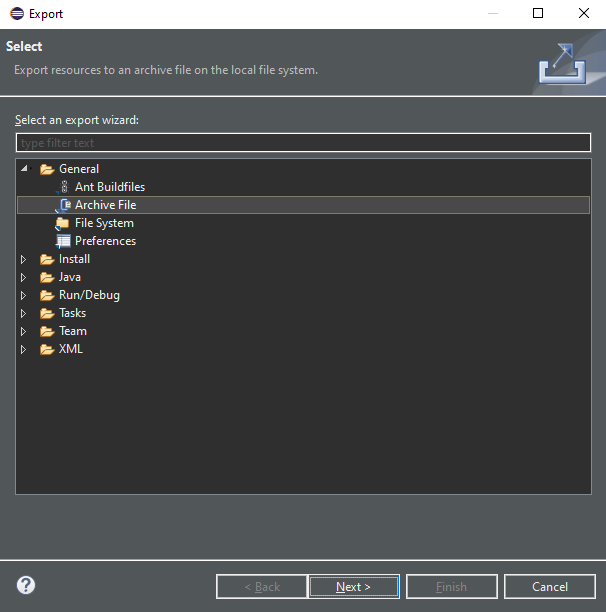 Export
Select
Export resources to an archive file on the local file system.
Select an export wizard:
type filter text
General
Ant Buildfiles
Archive File
File System
Preferences
Install
Java
Run/Debug
Tasks
Team
XML
?
< Back
Next >
Finish
Cancel